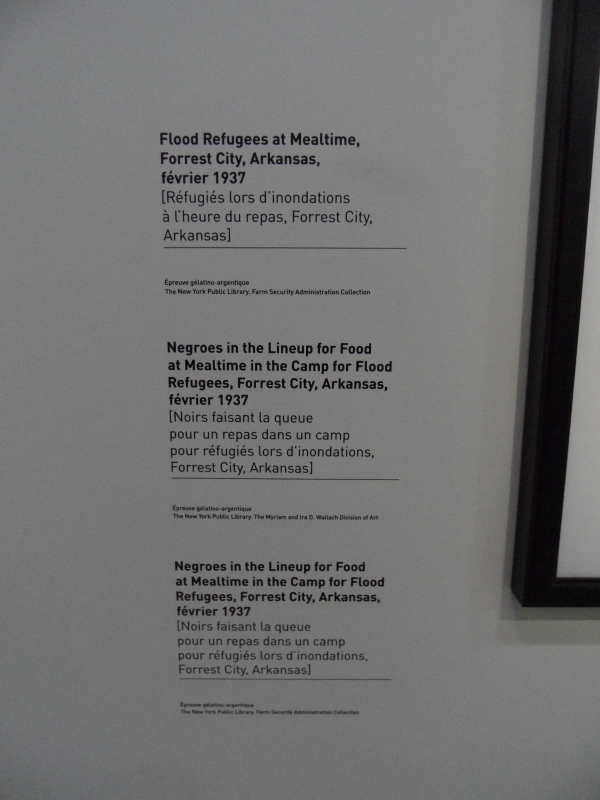 Flood Refugees at Mealtime,
Forrest City, Arkansas,
février 1937
[Réfugiés lors d'inondations
à l'heure du repas, Forrest City,
Arkansas]
Épreuve gélatino-argentique
The New York Public Library. Farm Security Administration Collection
Negroes in the Lineup for Food
at Mealtime in the Camp for Flood
Refugees, Forrest City, Arkansas,
février 1937
[Noirs faisant la queue
pour un repas dans un camp
pour réfugiés lors d'inondations,
Forrest City, Arkansas]
Épreuve gélatino-argentique
The New York Public Library. The Myriam and Ira D. Wallach Division of Art
Negroes in the Lineup for Food
at Mealtime in the Camp for Flood
Refugees, Forrest City, Arkansas,
février 1937
[Noirs faisant la queue
pour un repas dans un camp
pour réfugiés lors d'inondations,
Forrest City, Arkansas]
Épreuve gélatino-argentique
The New York Public Library. Farm Security Administration Collection